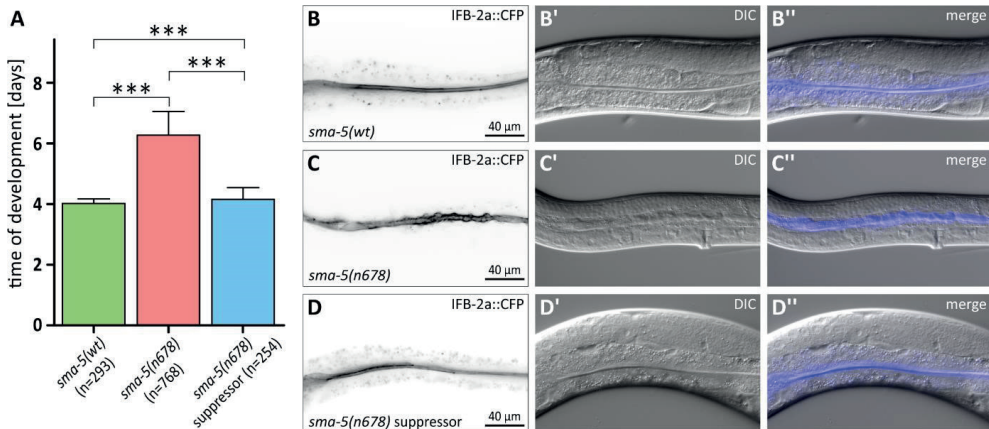 A
time of development [days]
8
6
4
2
0
***
***
***
sma-5(wt)
(n=293)
sma-5(n678)
(n=768)
sma-5(n678)
suppressor (n=254)
B
IFB-2a::CFP
sma-5(wt)
40 µm
B'
DIC
B''
merge
C
IFB-2a::CFP
sma-5(n678)
40 µm
C'
DIC
C''
merge
D
IFB-2a::CFP
sma-5(n678) suppressor
40 µm
D'
DIC
D''
merge